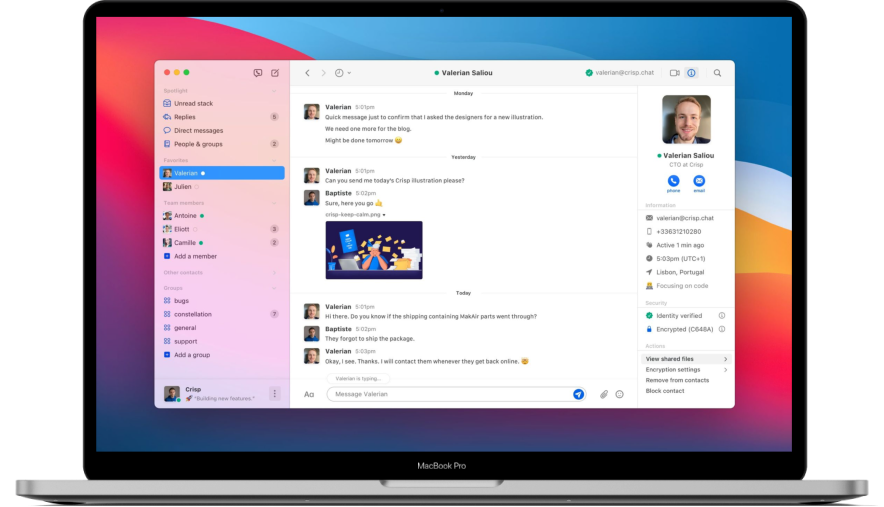 Valerian Saliou
valerian@crisp.chat
Spotlight
Unread stack
Replies 5
Direct messages
People & groups 2
Favorites
Valerian
Julien
Team members
Antoine
Eliott 3
Camille 2
Add a member
Other contacts
Groups
bugs
constellation 7
general
support
Add a group
Crisp
🚀 "Building new features."
Monday
Valerian 5:01pm
Quick message just to confirm that I asked the designers for a new illustration.
We need one more for the blog.
Might be done tomorrow 😄
Yesterday
Valerian 5:01pm
Can you send me today's Crisp illustration please?
Baptiste 5:02pm
Sure, here you go 🤙
crisp-keep-calm.png
Today
Valerian 5:01pm
Hi there. Do you know if the shipping containing MakAir parts went through?
Baptiste 5:02pm
They forgot to ship the package.
Valerian 5:03pm
Okay, I see. Thanks. I will contact them whenever they get back online. 🤓
Valerian is typing...
Aa
Message Valerian
Valerian Saliou
CTO at Crisp
phone email
Information
valerian@crisp.chat
+33631210280
Active 1 min ago
5:03pm (UTC+1)
Lisbon, Portugal
Focusing on code
Security
Identity verified
Encrypted (C648A)
Actions
View shared files
Encryption settings
Remove from contacts
Block contact
MacBook Pro